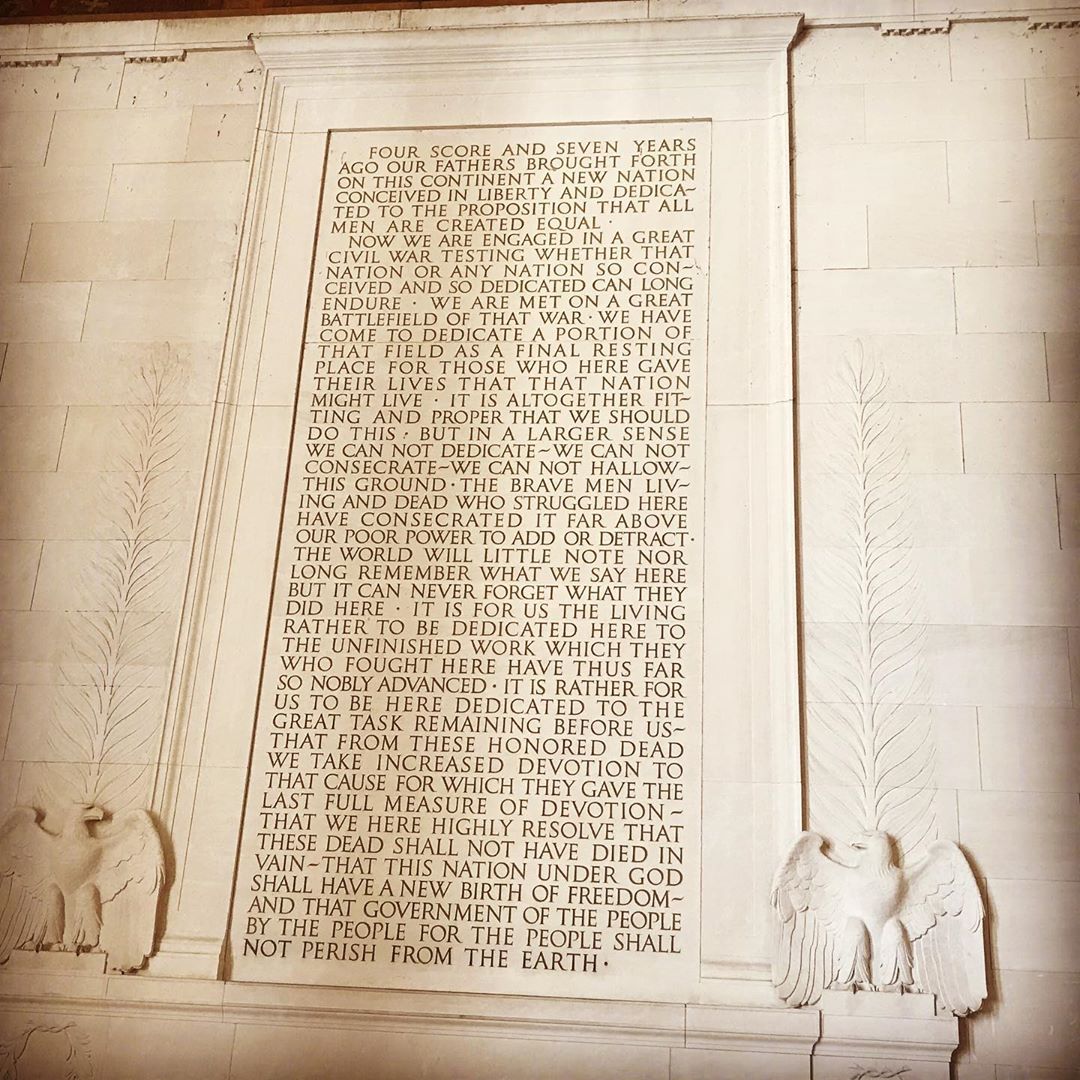 FOUR SCORE AND SEVEN YEARS
AGO OUR FATHERS BROUGHT FORTH
ON THIS CONTINENT A NEW NATION
CONCEIVED IN LIBERTY AND DEDICA~
TED TO THE PROPOSITION THAT ALL
MEN ARE CREATED EQUAL ·
NOW WE ARE ENGAGED IN A GREAT
CIVIL WAR TESTING WHETHER THAT
NATION OR ANY NATION SO CON~
CEIVED AND SO DEDICATED CAN LONG
ENDURE · WE ARE MET ON A GREAT
BATTLEFIELD OF THAT WAR · WE HAVE
COME TO DEDICATE A PORTION OF
THAT FIELD AS A FINAL RESTING
PLACE FOR THOSE WHO HERE GAVE
THEIR LIVES THAT THAT NATION
MIGHT LIVE · IT IS ALTOGETHER FIT~
TING AND PROPER THAT WE SHOULD
DO THIS · BUT IN A LARGER SENSE
WE CAN NOT DEDICATE~WE CAN NOT
CONSECRATE~WE CAN NOT HALLOW~
THIS GROUND · THE BRAVE MEN LIV~
ING AND DEAD WHO STRUGGLED HERE
HAVE CONSECRATED IT FAR ABOVE
OUR POOR POWER TO ADD OR DETRACT ·
THE WORLD WILL LITTLE NOTE NOR
LONG REMEMBER WHAT WE SAY HERE
BUT IT CAN NEVER FORGET WHAT THEY
DID HERE · IT IS FOR US THE LIVING
RATHER TO BE DEDICATED HERE TO
THE UNFINISHED WORK WHICH THEY
WHO FOUGHT HERE HAVE THUS FAR
SO NOBLY ADVANCED · IT IS RATHER FOR
US TO BE HERE DEDICATED TO THE
GREAT TASK REMAINING BEFORE US~
THAT FROM THESE HONORED DEAD
WE TAKE INCREASED DEVOTION TO
THAT CAUSE FOR WHICH THEY GAVE THE
LAST FULL MEASURE OF DEVOTION~
THAT WE HERE HIGHLY RESOLVE THAT
THESE DEAD SHALL NOT HAVE DIED IN
VAIN~THAT THIS NATION UNDER GOD
SHALL HAVE A NEW BIRTH OF FREEDOM~
AND THAT GOVERNMENT OF THE PEOPLE
BY THE PEOPLE FOR THE PEOPLE SHALL
NOT PERISH FROM THE EARTH ·